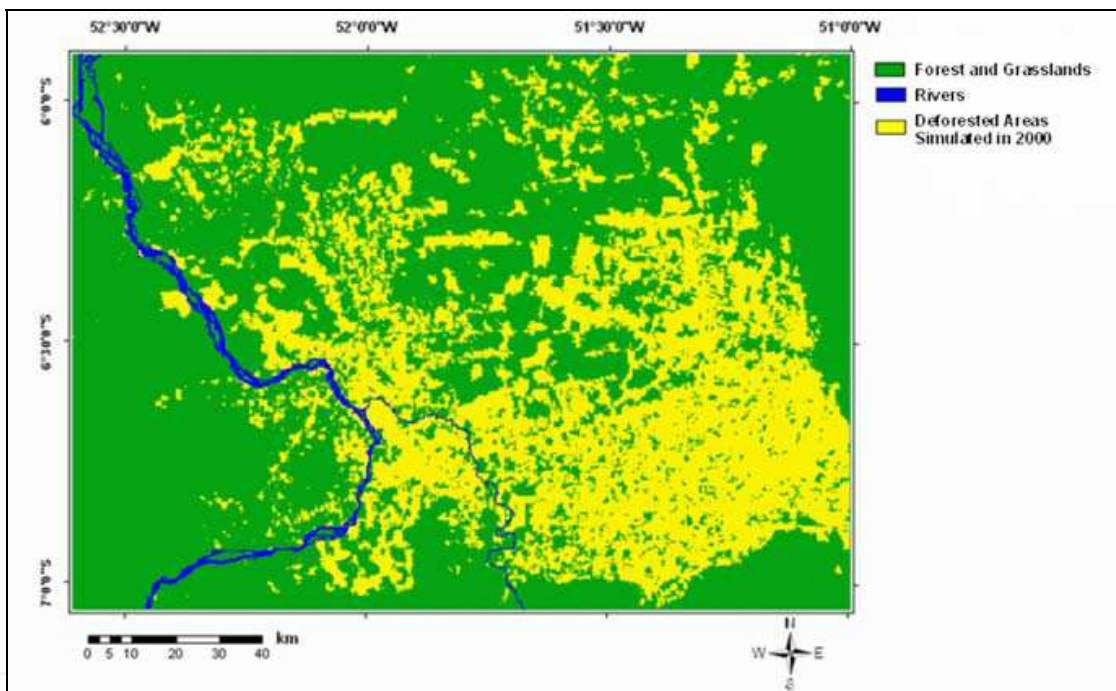 52°30'0"W
52°0'0"W
51°30'0"W
51°0'0"W
Forest and Grasslands
Rivers
Deforested Areas
Simulated in 2000
6°0'0"S
6°30'0"S
7°0'0"S
0 5 10 20 30 40
km
N
W E
S